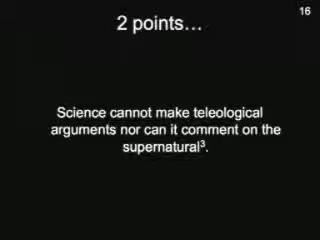 16
2 points...
Science cannot make teleological
arguments nor can it comment on the
supernatural³.